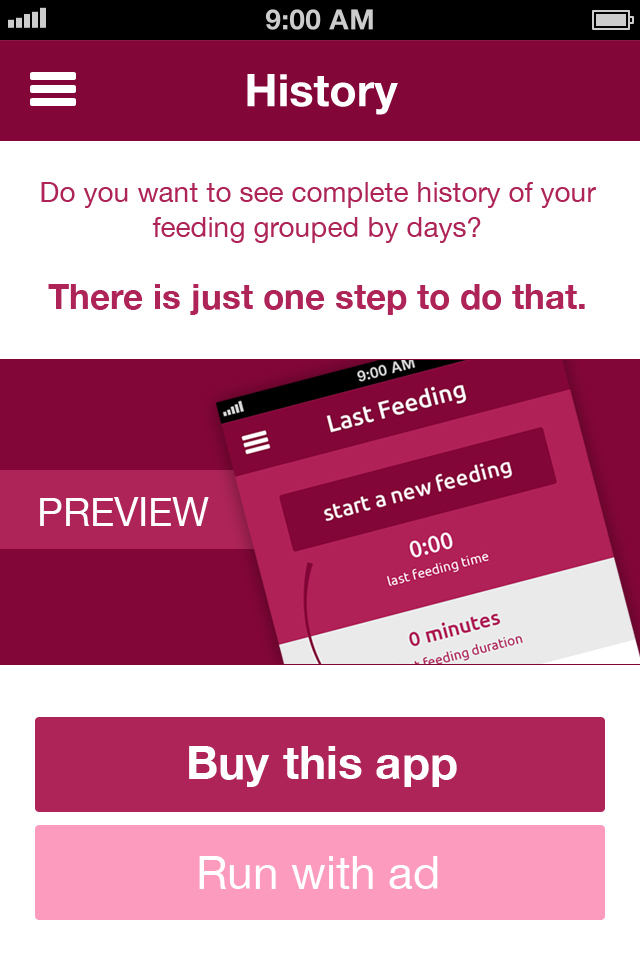 9:00 AM
History
Do you want to see complete history of your
feeding grouped by days?
There is just one step to do that.
9:00 AM
Last Feeding
start a new feeding
0:00
last feeding time
PREVIEW
0 minutes
feeding duration
Buy this app
Run with ad